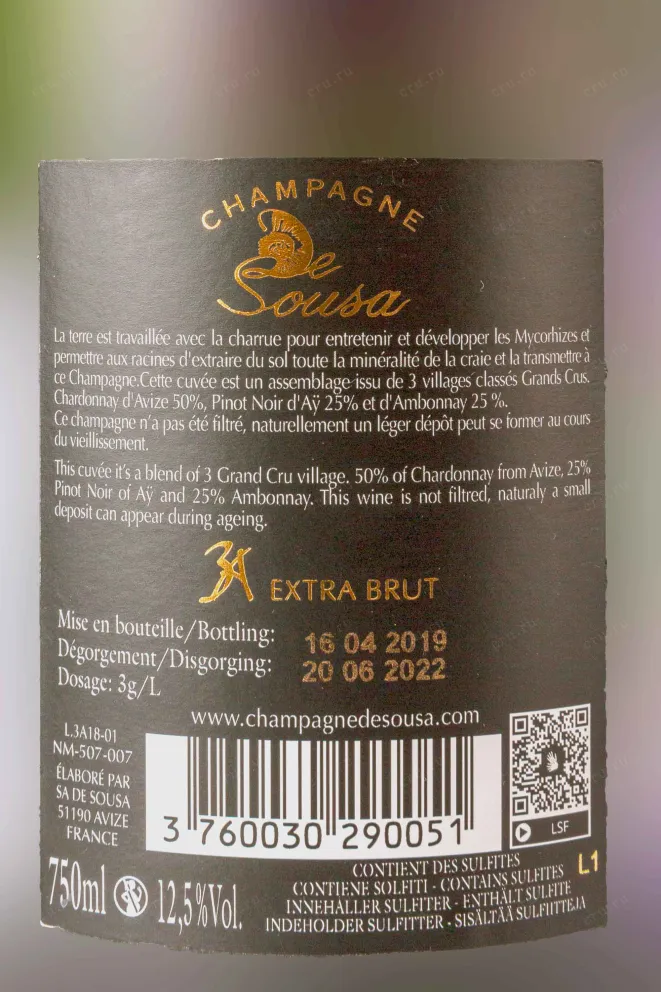 CHAMPAGNE
De
Sousa
La terre est travaillée avec la charrue pour entretenir et développer les Mycorhizes et
permettre aux racines d'extraire du sol toute la minéralité de la craie et la transmettre à
ce Champagne.Cette cuvée est un assemblage issu de 3 villages classés Grands Crus.
Chardonnay d'Avize 50%, Pinot Noir d'Aÿ 25% et d'Ambonnay 25 %.
Ce champagne n'a pas été filtré, naturellement un léger dépôt peut se former au cours
du vieillissement.
This cuvée it's a blend of 3 Grand Cru village. 50% of Chardonnay from Avize, 25%
Pinot Noir of Aÿ and 25% Ambonnay. This wine is not filtred, naturaly a small
deposit can appear during ageing.
3A EXTRA BRUT
Mise en bouteille/Bottling: 16 04 2019
Dégorgement/Disgorging: 20 06 2022
Dosage: 3g/L
www.champagnedesousa.com
L.3A18-01
NM-507-007
ÉLABORÉ PAR
SA DE SOUSA
51190 AVIZE
FRANCE
3 760030 290051
LSF
750ml 12,5%Vol.
CONTIENT DES SULFITES
CONTIENE SOLFITI - CONTAINS SULFITES
INNEHALLER SULFITER - ENTHÄLT SULFITE
INDEHOLDER SULFITTER - SISÄLTÄÄ SULFIITTEJA
L1
cru.ru